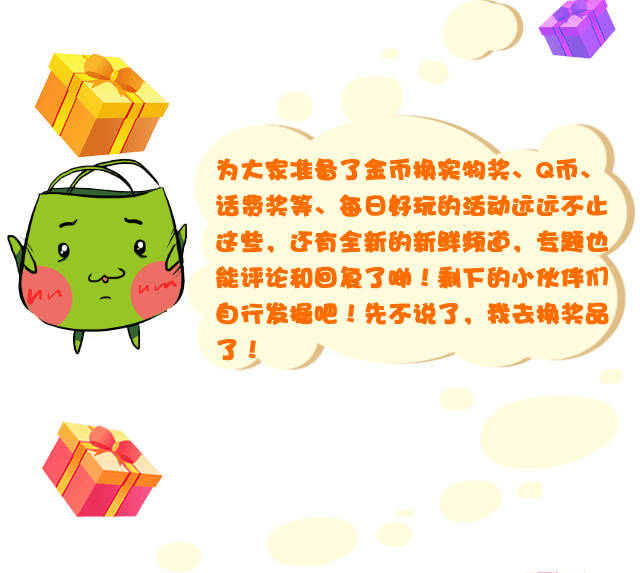 为大家准备了金币换实物奖、Q币、
话费奖等、每日好玩的活动远远不止
这些，还有全新的新鲜频道，专题也
能评论和回复了呦！剩下的小伙伴们
自行发掘吧！先不说了，我去换奖品
了！